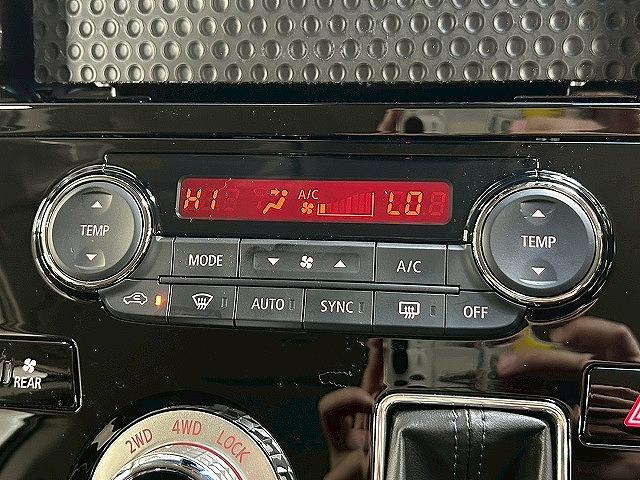 HI A/C LO
TEMP
TEMP
MODE A/C
AUTO SYNC OFF
REAR
2WD 4WD LOCK